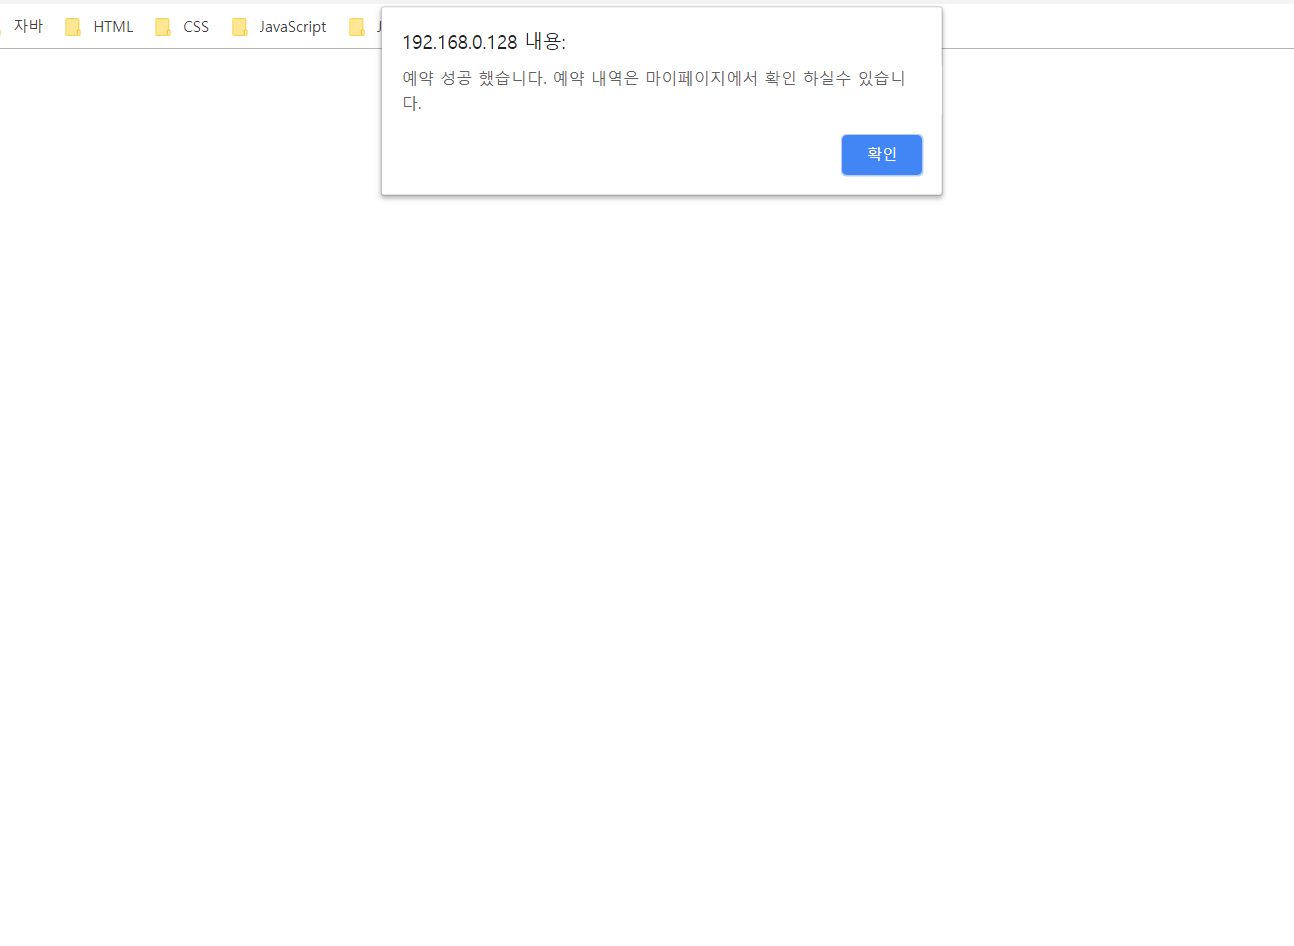 자바 HTML CSS JavaScript J
192.168.0.128 내용:
예약 성공 했습니다. 예약 내역은 마이페이지에서 확인 하실수 있습니
다.
확인